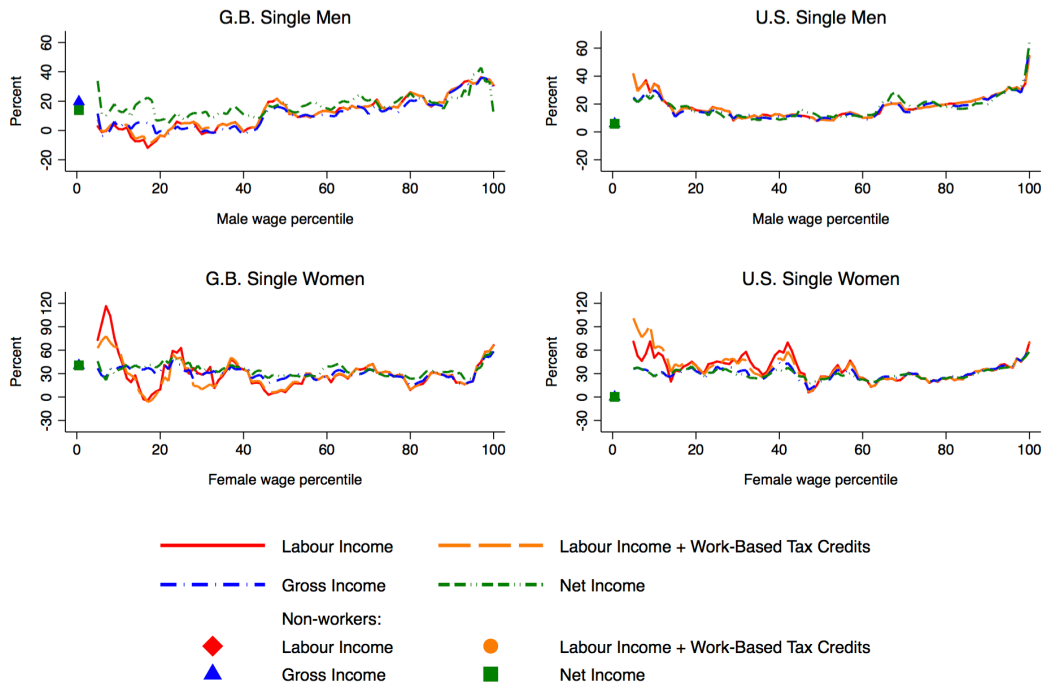 G.B. Single Men
U.S. Single Men
Percent
-20 0 20 40 60
0 20 40 60 80 100
Male wage percentile
Percent
-20 0 20 40 60
0 20 40 60 80 100
Male wage percentile
G.B. Single Women
U.S. Single Women
Percent
-30 0 30 60 90 120
0 20 40 60 80 100
Female wage percentile
Percent
-30 0 30 60 90 120
0 20 40 60 80 100
Female wage percentile
Labour Income
Labour Income + Work-Based Tax Credits
Gross Income
Net Income
Non-workers:
Labour Income
Labour Income + Work-Based Tax Credits
Gross Income
Net Income